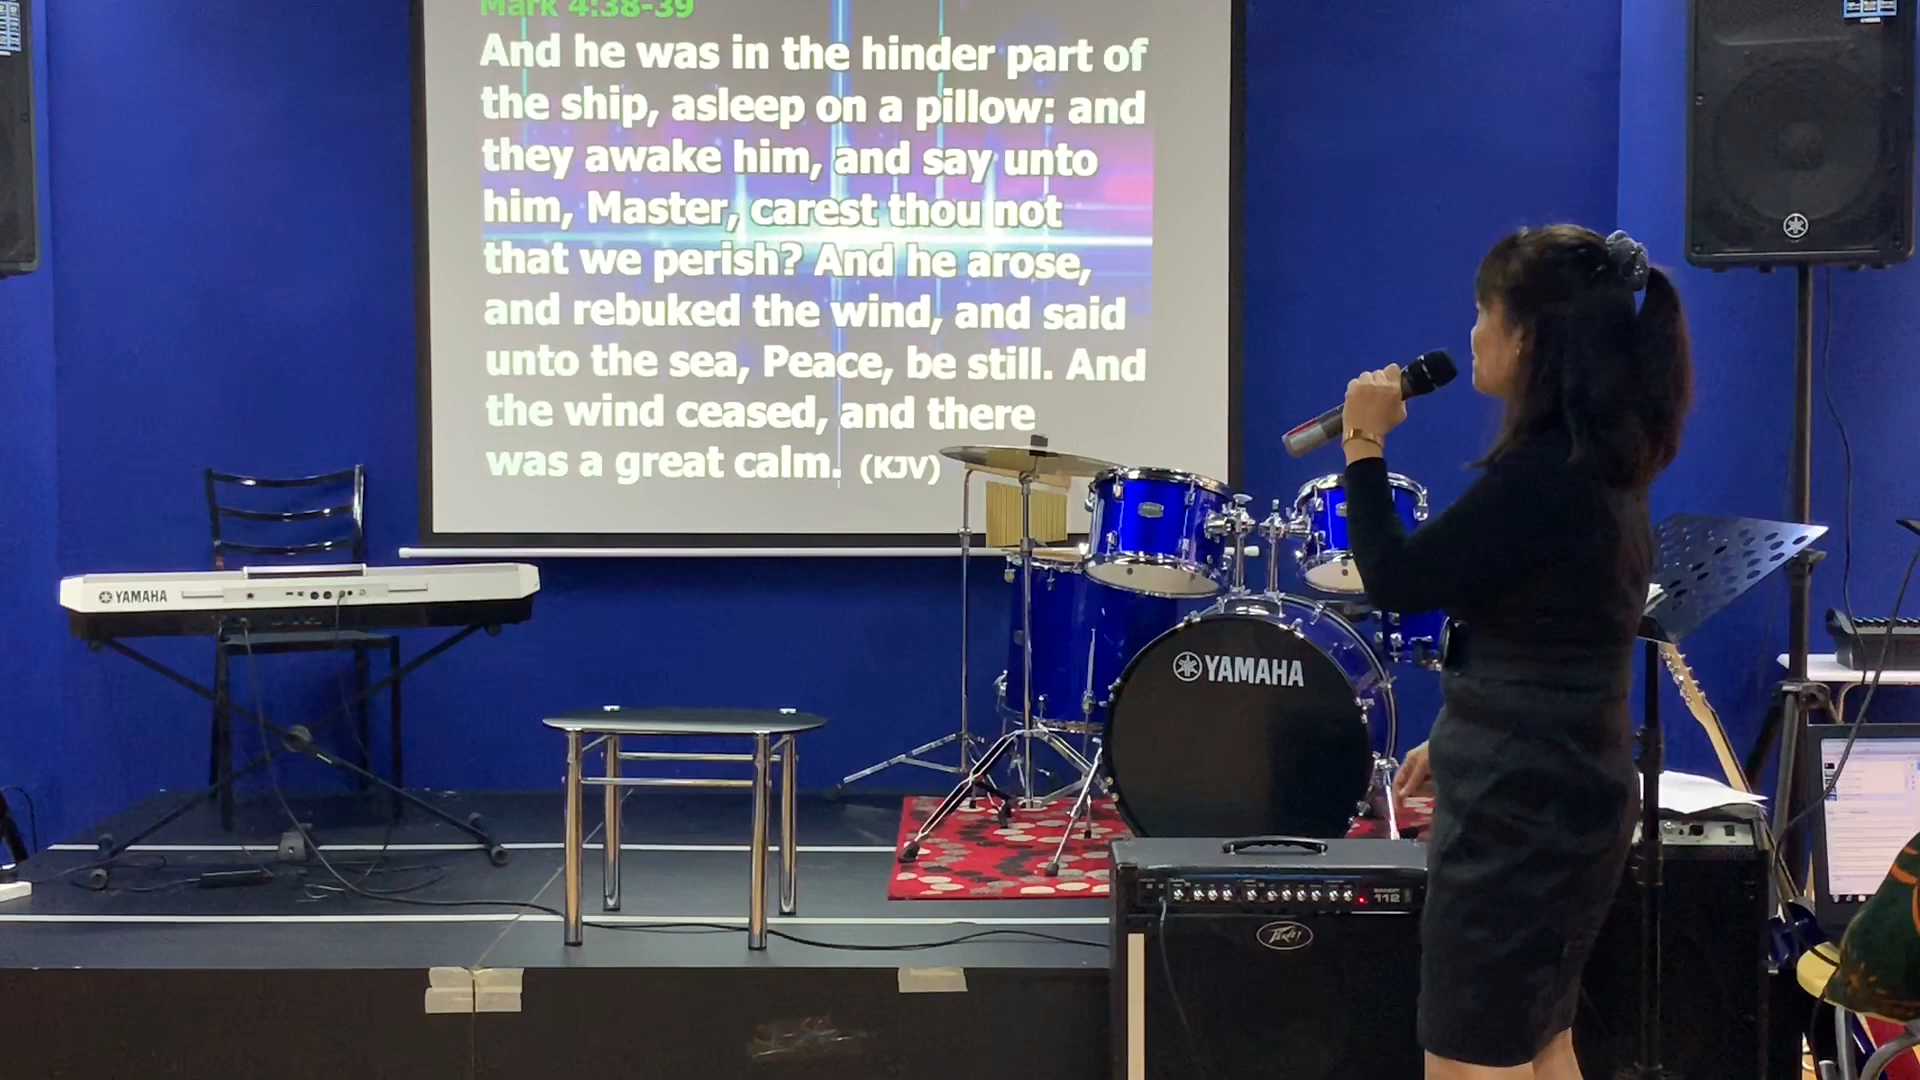 Mark 4:38-39
And he was in the hinder part of
the ship, asleep on a pillow: and
they awake him, and say unto
him, Master, carest thou not
that we perish? And he arose,
and rebuked the wind, and said
unto the sea, Peace, be still. And
the wind ceased, and there
was a great calm. (KJV)
YAMAHA
YAMAHA
BANDIT
112
Peavey